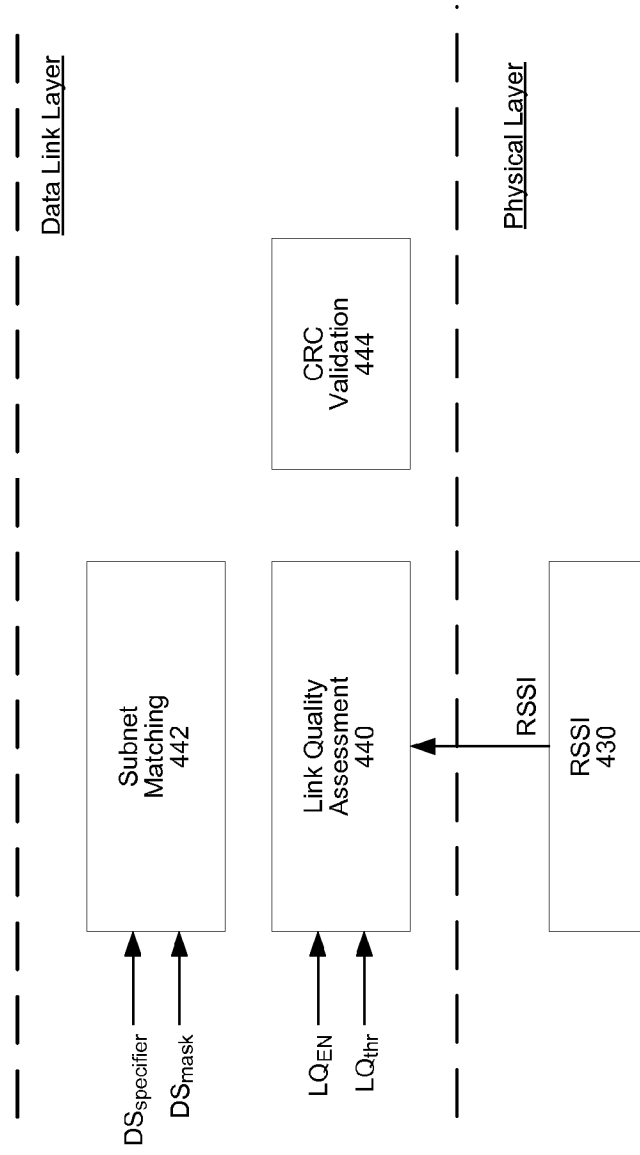 Data Link Layer
Subnet
Matching
442
DSspecifier
DSmask
Link Quality
Assessment
440
LQEN
LQthr
CRC
Validation
444
Physical Layer
RSSI
RSSI
430